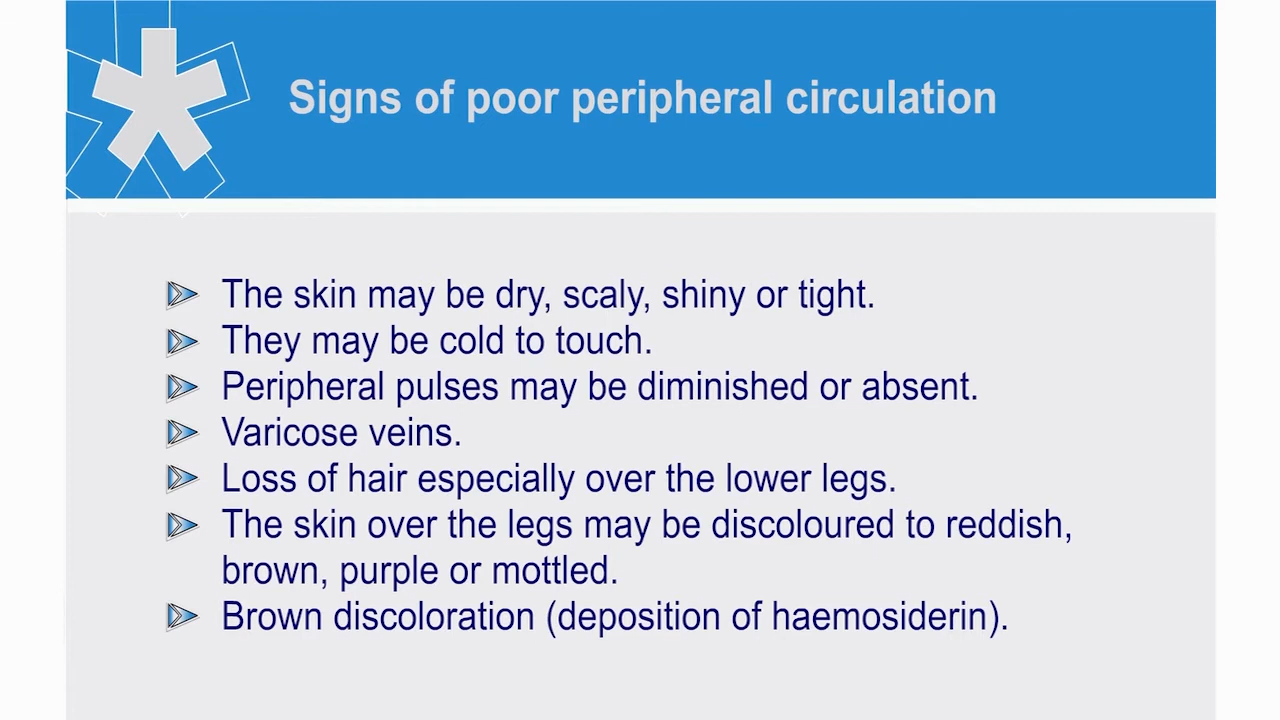 Signs of poor peripheral circulation
The skin may be dry, scaly, shiny or tight.
They may be cold to touch.
Peripheral pulses may be diminished or absent.
Varicose veins.
Loss of hair especially over the lower legs.
The skin over the legs may be discoloured to reddish,
brown, purple or mottled.
Brown discoloration (deposition of haemosiderin).